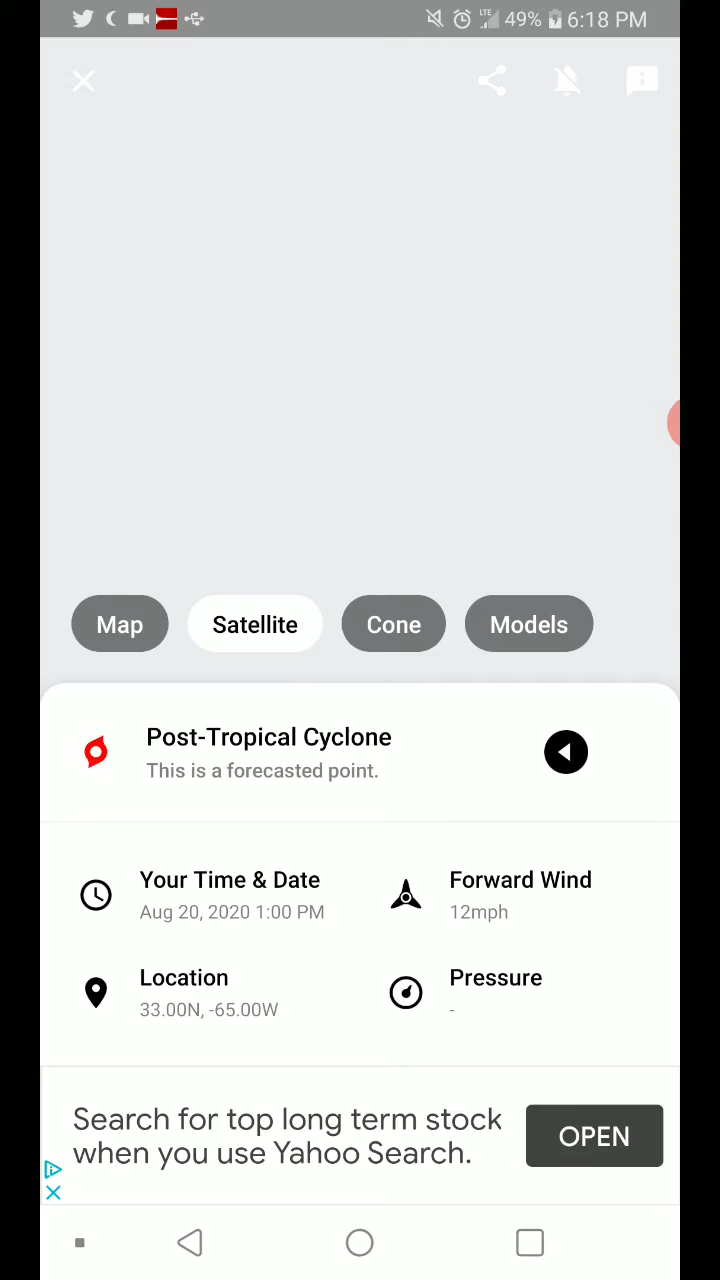 LTE 49% 6:18 PM
Map Satellite Cone Models
Post-Tropical Cyclone
This is a forecasted point.
Your Time & Date
Aug 20, 2020 1:00 PM
Forward Wind
12mph
Location
33.00N, -65.00W
Pressure
-
Search for top long term stock
when you use Yahoo Search.
OPEN